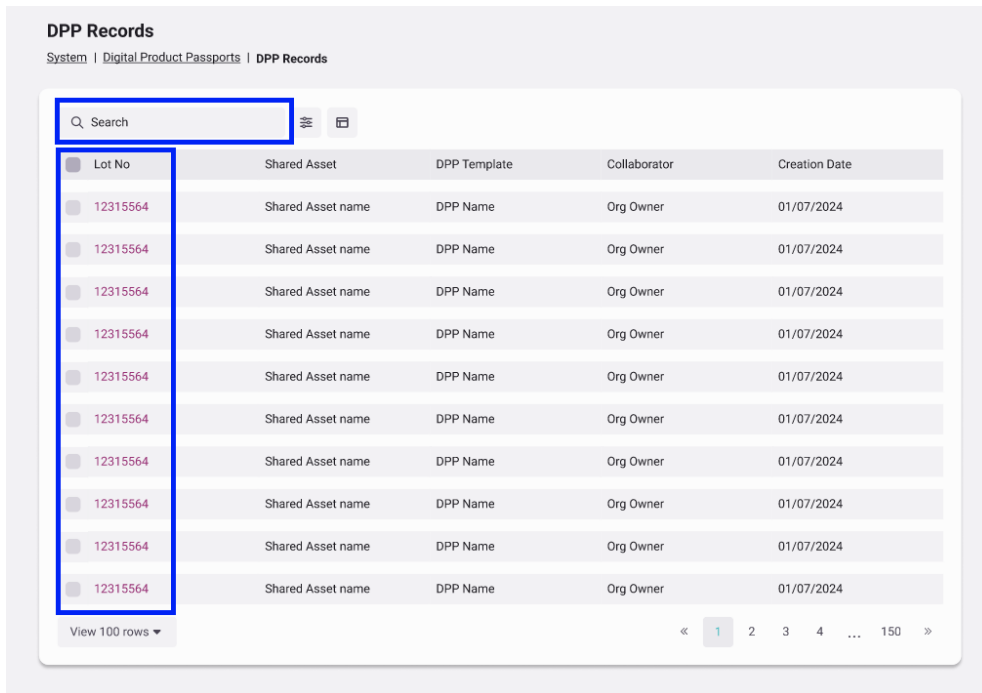 DPP Records
System | Digital Product Passports | DPP Records
Search
Lot No Shared Asset DPP Template Collaborator Creation Date
12315564 Shared Asset name DPP Name Org Owner 01/07/2024
12315564 Shared Asset name DPP Name Org Owner 01/07/2024
12315564 Shared Asset name DPP Name Org Owner 01/07/2024
12315564 Shared Asset name DPP Name Org Owner 01/07/2024
12315564 Shared Asset name DPP Name Org Owner 01/07/2024
12315564 Shared Asset name DPP Name Org Owner 01/07/2024
12315564 Shared Asset name DPP Name Org Owner 01/07/2024
12315564 Shared Asset name DPP Name Org Owner 01/07/2024
12315564 Shared Asset name DPP Name Org Owner 01/07/2024
12315564 Shared Asset name DPP Name Org Owner 01/07/2024
View 100 rows « 1 2 3 4 ... 150 »